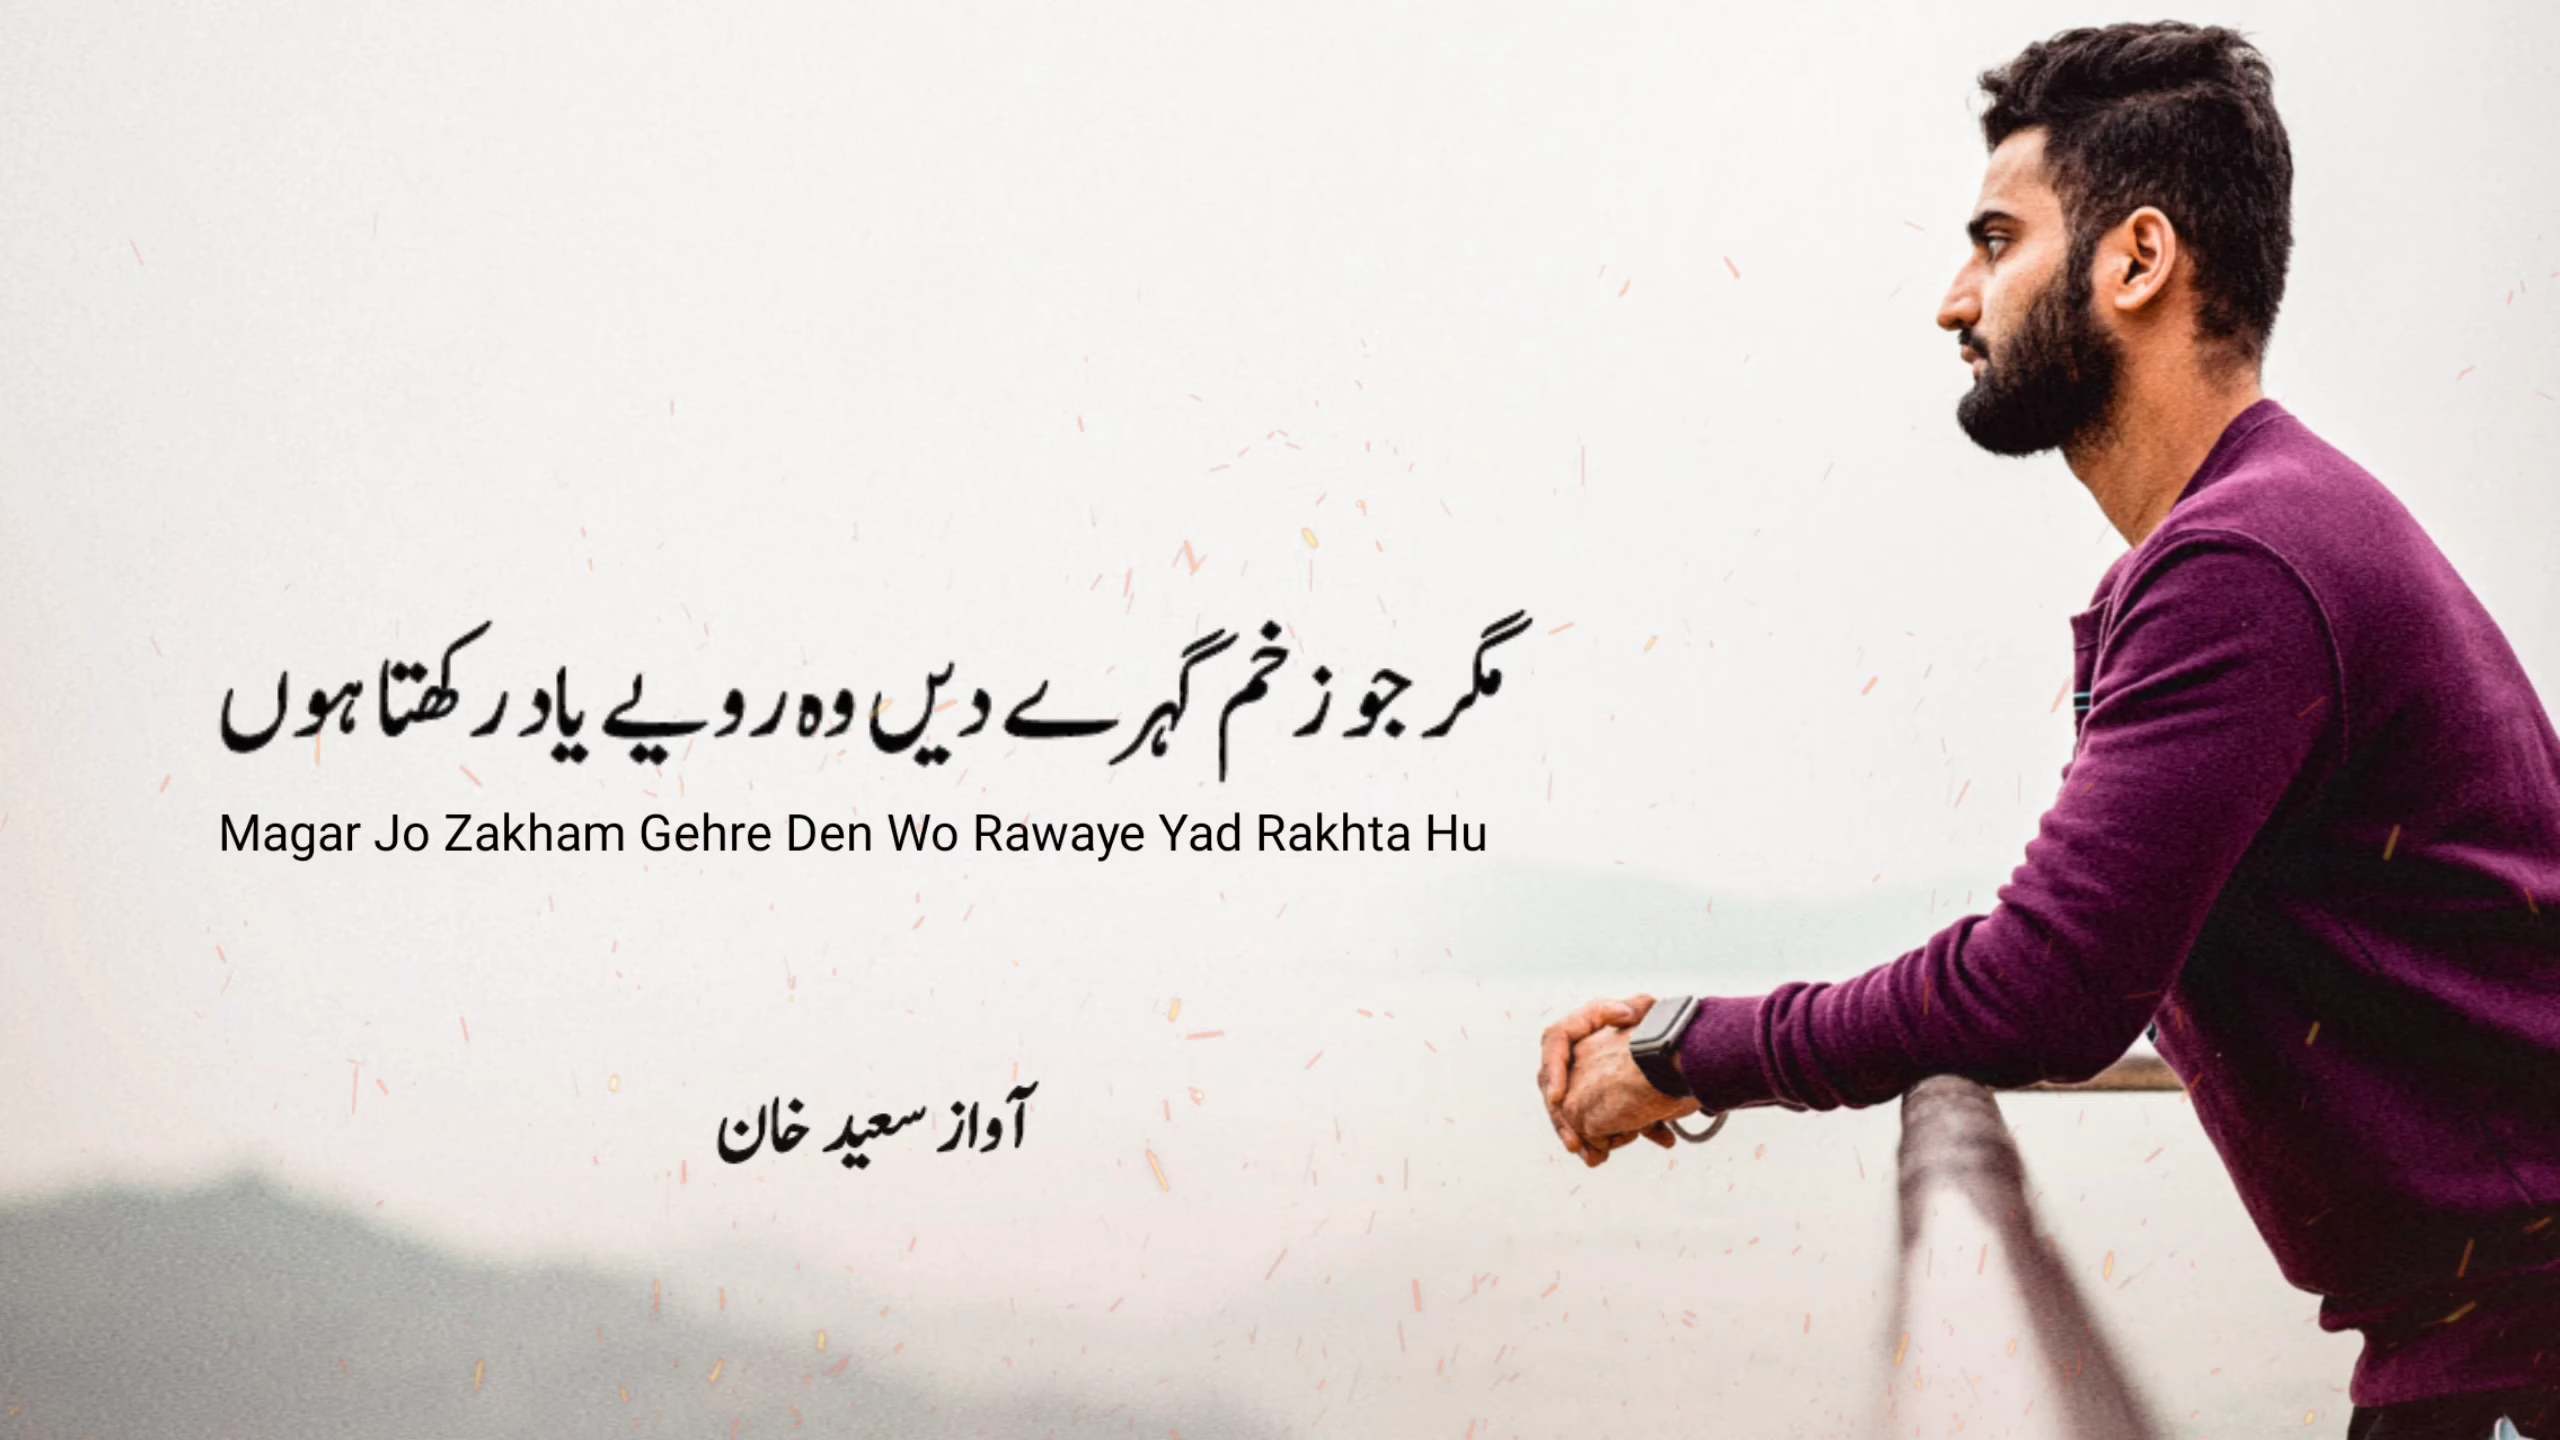 مگر جو زخم گہرے دیں وہ رویے یاد رکھتا ہوں
Magar Jo Zakham Gehre Den Wo Rawaye Yad Rakhta Hu
آواز سعید خان